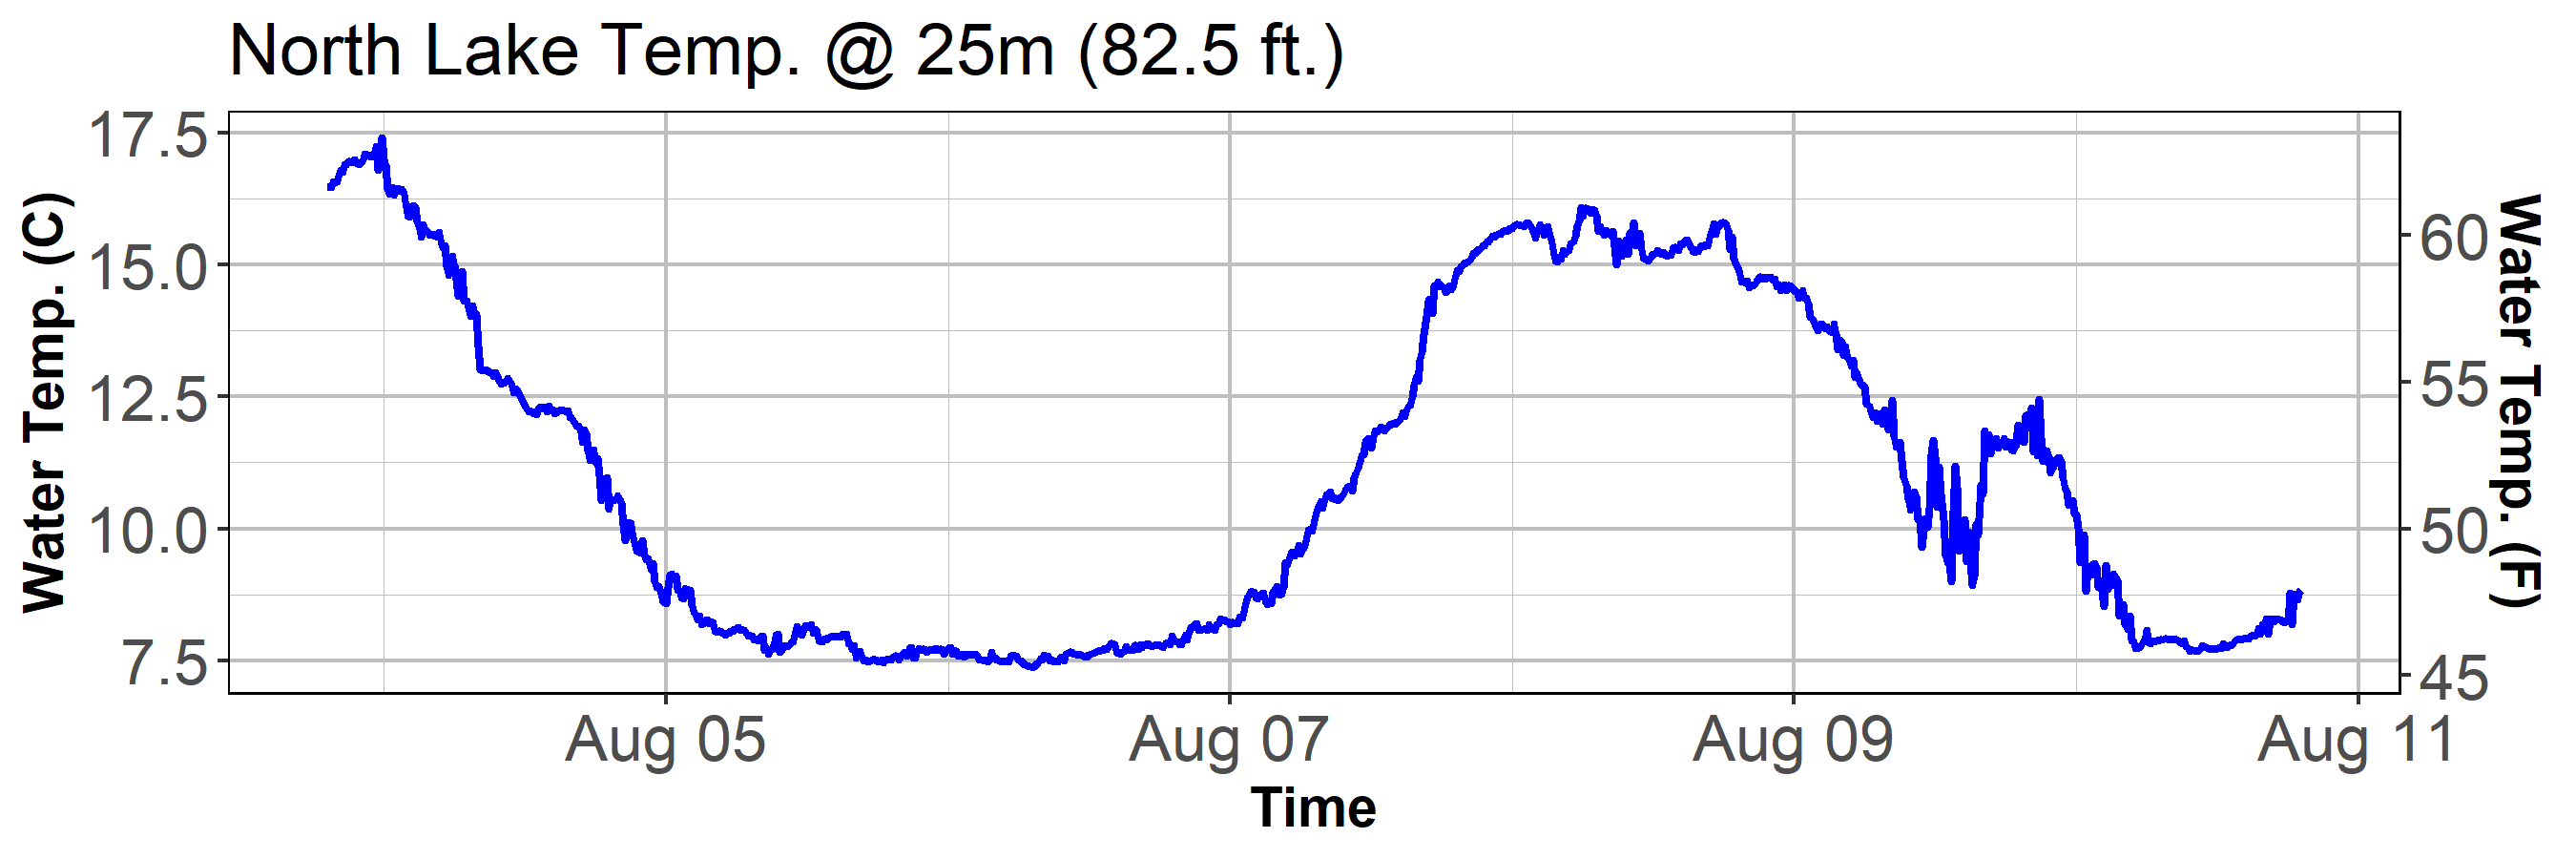 North Lake Temp. @ 25m (82.5 ft.)
Water Temp. (C)
17.5
15.0
12.5
10.0
7.5
60
55
50
45
Water Temp. (F)
Aug 05 Aug 07 Aug 09 Aug 11
Time